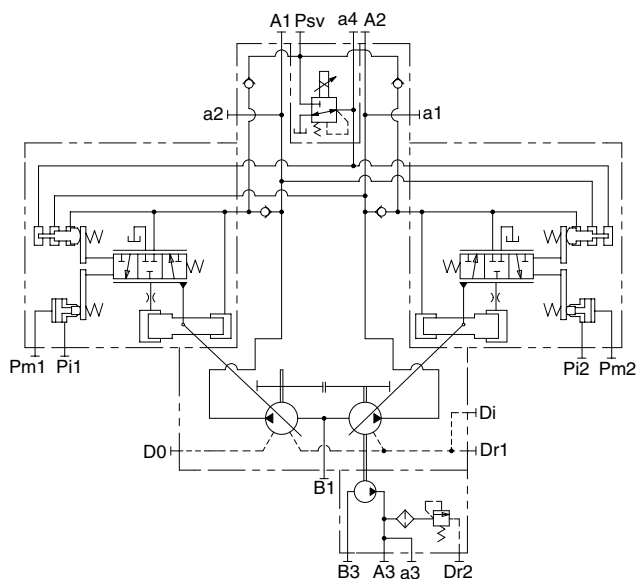 A1 Psv a4 A2
a2 a1
Pm1 Pi1 Pi2 Pm2
Di
D0 Dr1
B1
B3 A3 a3 Dr2